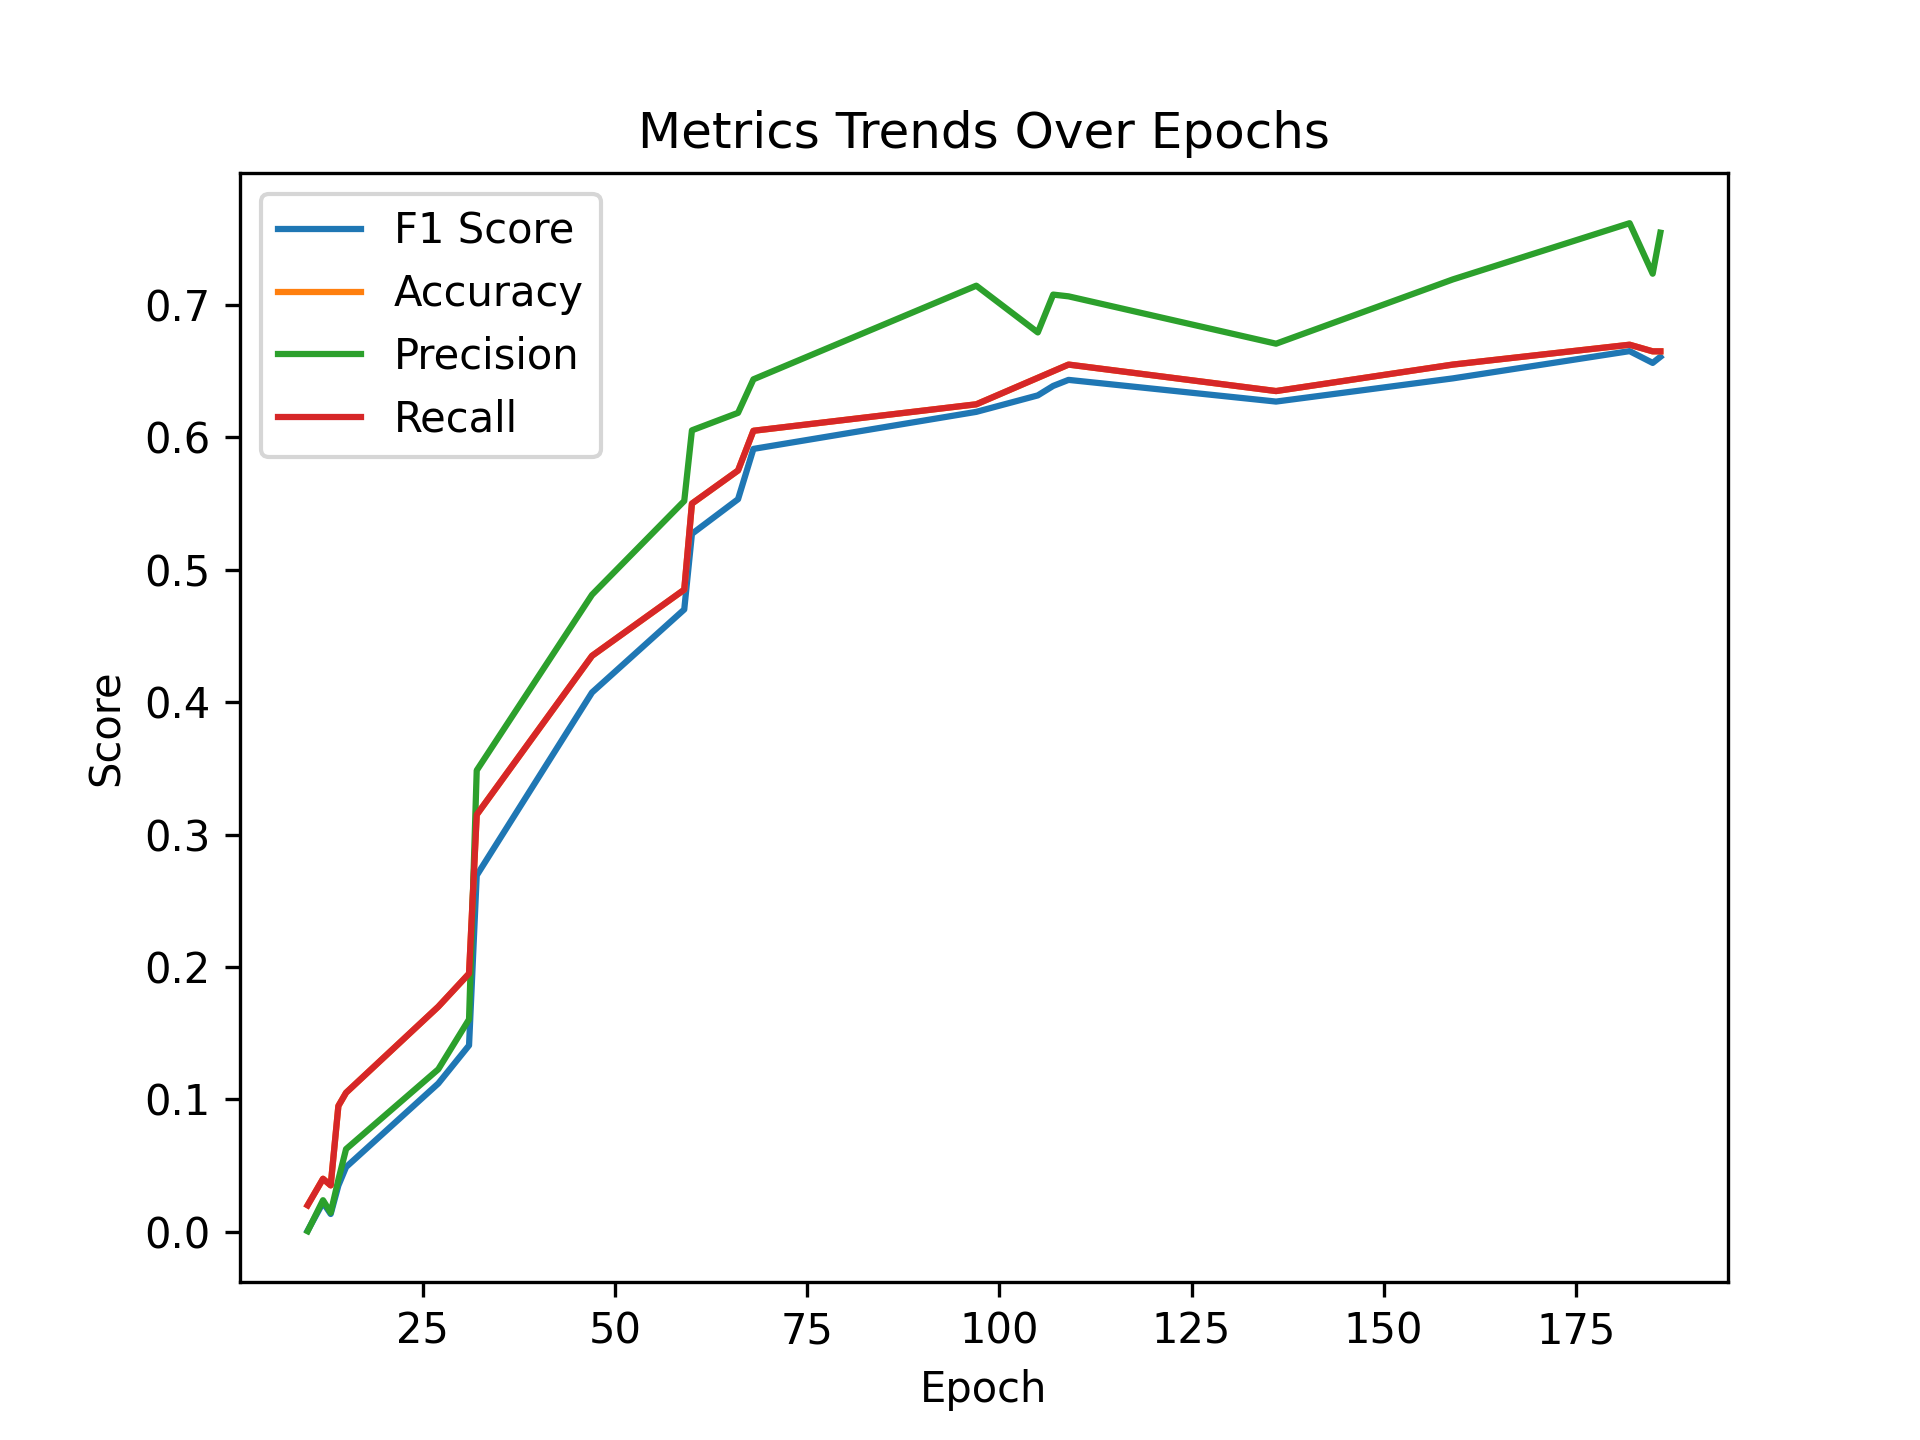 Metrics Trends Over Epochs
F1 Score
Accuracy
Precision
Recall
0.7
0.6
0.5
0.4
0.3
0.2
0.1
0.0
Score
25 50 75 100 125 150 175
Epoch